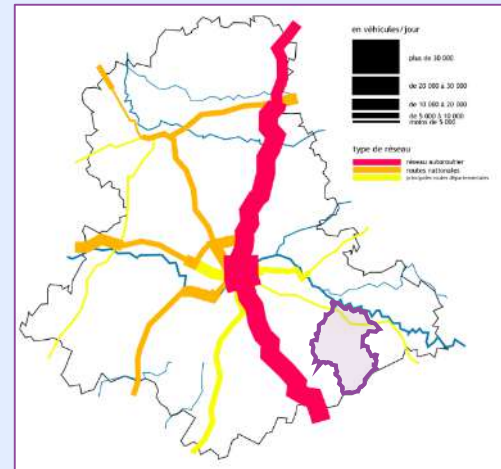 en véhicules/jour
plus de 30 000
de 20 000 à 30 000
de 10 000 à 20 000
de 5 000 à 10 000
moins de 5 000
type de réseau
réseau autoroutier
routes nationales
principales routes départementales